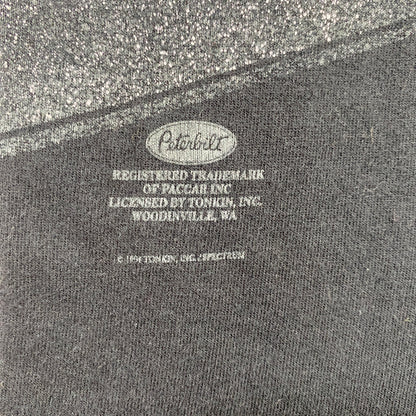 Peterbilt
REGISTERED TRADEMARK
OF PACCAR INC
LICENSED BY TONKIN, INC.
WOODINVILLE, WA
© 1994 TONKIN, INC. / SPECTRUM